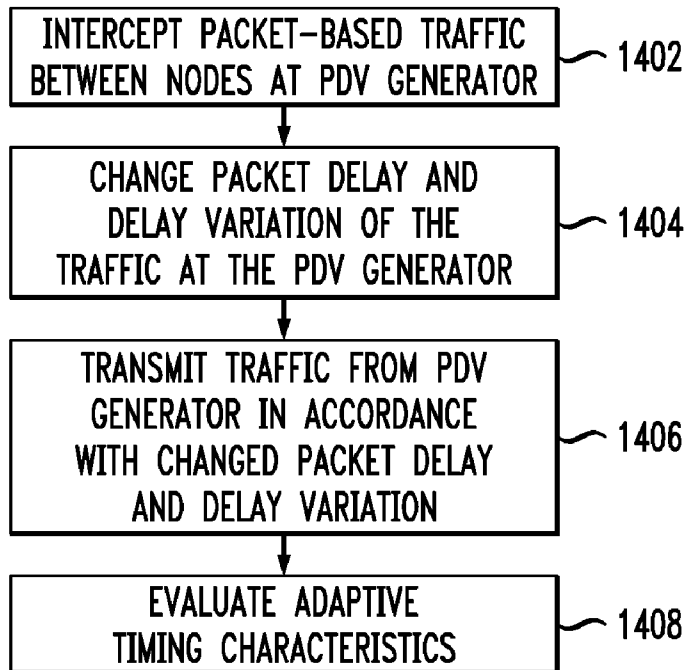 INTERCEPT PACKET-BASED TRAFFIC
BETWEEN NODES AT PDV GENERATOR
1402
CHANGE PACKET DELAY AND
DELAY VARIATION OF THE
TRAFFIC AT THE PDV GENERATOR
1404
TRANSMIT TRAFFIC FROM PDV
GENERATOR IN ACCORDANCE
WITH CHANGED PACKET DELAY
AND DELAY VARIATION
1406
EVALUATE ADAPTIVE
TIMING CHARACTERISTICS
1408